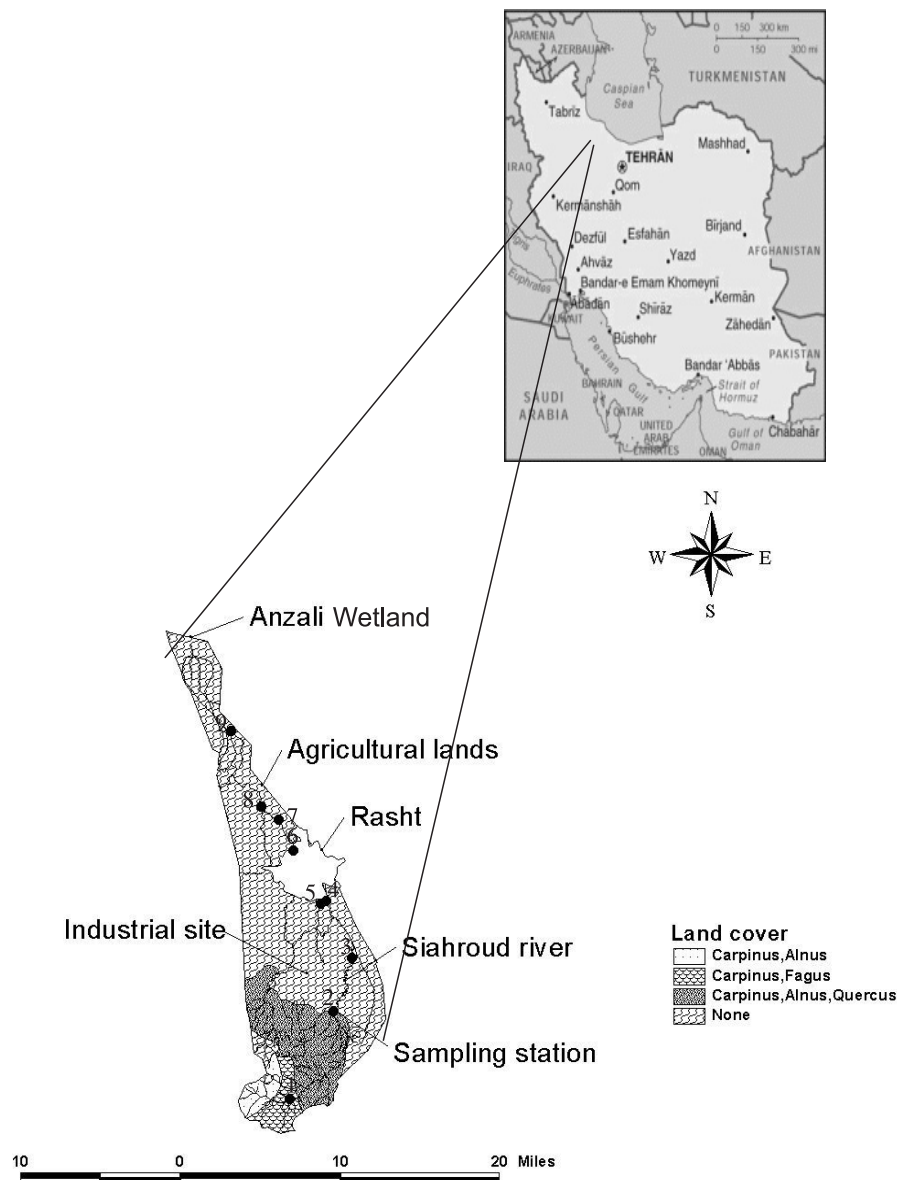 0 150 300 km
0 150 300 mi
ARMENIA
AZERBAIJAN
TURKMENISTAN
Caspian
Sea
Tabrīz
Mashhad
TEHRĀN
IRAQ
Qom
Kermānshāh
Dezfūl
Esfahān
Bīrjand
AFGHANISTAN
Tigris
Ahvāz
Yazd
Euphrates
Bandar-e Emam Khomeynī
Ābādān
Kermān
KUWAIT
Shīrāz
Zāhedān
Būshehr
PAKISTAN
Persian
Gulf
Bandar 'Abbās
BAHRAIN
Strait of
Hormuz
SAUDI
ARABIA
QATAR
UNITED
ARAB
EMIRATES
OMAN
Gulf of
Oman
Chābahār
N
W E
S
Anzali Wetland
9
Agricultural lands
8
7
Rasht
6
5 4
Industrial site
Siahroud river
3
2
Sampling station
1
Land cover
Carpinus,Alnus
Carpinus,Fagus
Carpinus,Alnus,Quercus
None
10 0 10 20 Miles